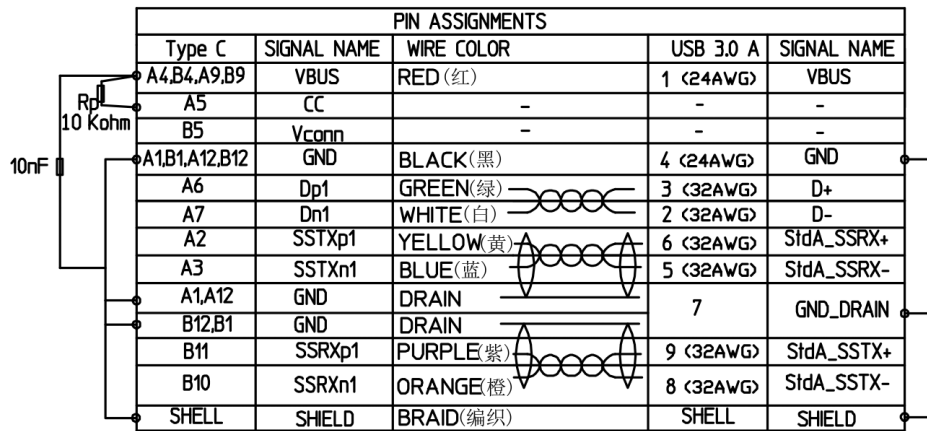 PIN ASSIGNMENTS
Type C SIGNAL NAME WIRE COLOR USB 3.0 A SIGNAL NAME
A4,B4,A9,B9 VBUS RED(红) 1 (24AWG) VBUS
Rp
10 Kohm
A5 CC - - -
B5 Vconn - - -
10nF
A1,B1,A12,B12 GND BLACK(黑) 4 (24AWG) GND
A6 Dp1 GREEN(绿) 3 (32AWG) D+
A7 Dn1 WHITE(白) 2 (32AWG) D-
A2 SSTXp1 YELLOW(黄) 6 (32AWG) StdA_SSRX+
A3 SSTXn1 BLUE(蓝) 5 (32AWG) StdA_SSRX-
A1,A12 GND DRAIN 7 GND_DRAIN
B12,B1 GND DRAIN
B11 SSRXp1 PURPLE(紫) 9 (32AWG) StdA_SSTX+
B10 SSRXn1 ORANGE(橙) 8 (32AWG) StdA_SSTX-
SHELL SHIELD BRAID(编织) SHELL SHIELD